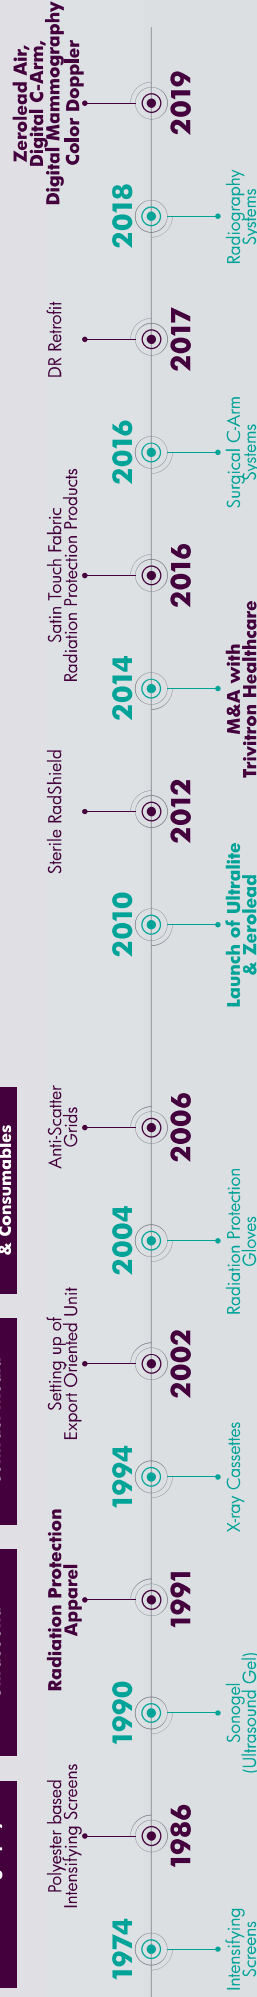 1974
Intensifying
Screens
1986
Polyester based
Intensifying Screens
1990
Sonogel
(Ultrasound Gel)
1991
Radiation Protection
Apparel
1994
X-ray Cassettes
2002
Setting up of
Export Oriented Unit
2004
Radiation Protection
Gloves
2006
Anti-Scatter
Grids
2010
Launch of Ultralite
& Zerolead
2012
Sterile RadShield
2014
M&A with
Trivitron Healthcare
2016
Satin Touch Fabric
Radiation Protection Products
2016
Surgical C-Arm
Systems
2017
DR Retrofit
2018
Radiography
Systems
2019
Zerolead Air,
Digital C-Arm,
Digital Mammography
Color Doppler
& Consumables